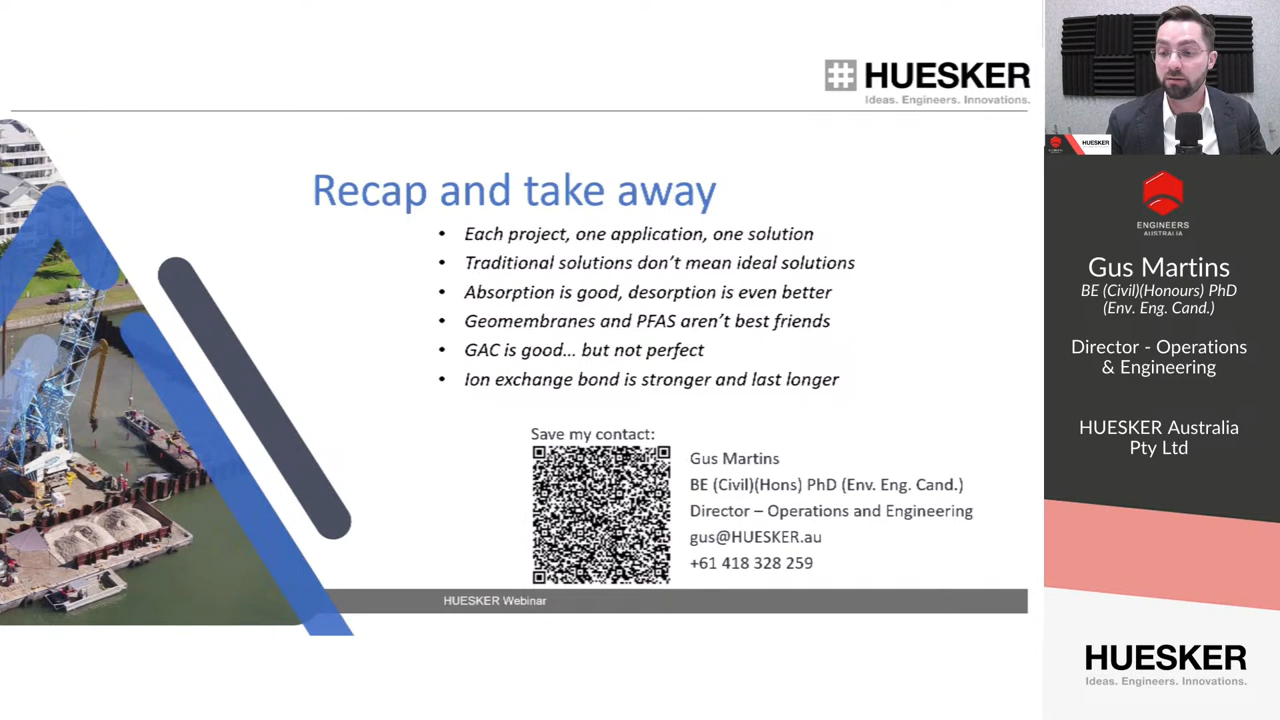 HUESKER
Ideas. Engineers. Innovations.
Recap and take away
• Each project, one application, one solution
• Traditional solutions don't mean ideal solutions
• Absorption is good, desorption is even better
• Geomembranes and PFAS aren't best friends
• GAC is good... but not perfect
• Ion exchange bond is stronger and last longer
Save my contact:
Gus Martins
BE (Civil)(Hons) PhD (Env. Eng. Cand.)
Director – Operations and Engineering
gus@HUESKER.au
+61 418 328 259
HUESKER Webinar
HUESKER
ENGINEERS
AUSTRALIA
Gus Martins
BE (Civil)(Honours) PhD
(Env. Eng. Cand.)
Director - Operations
& Engineering
HUESKER Australia
Pty Ltd
HUESKER
Ideas. Engineers. Innovations.